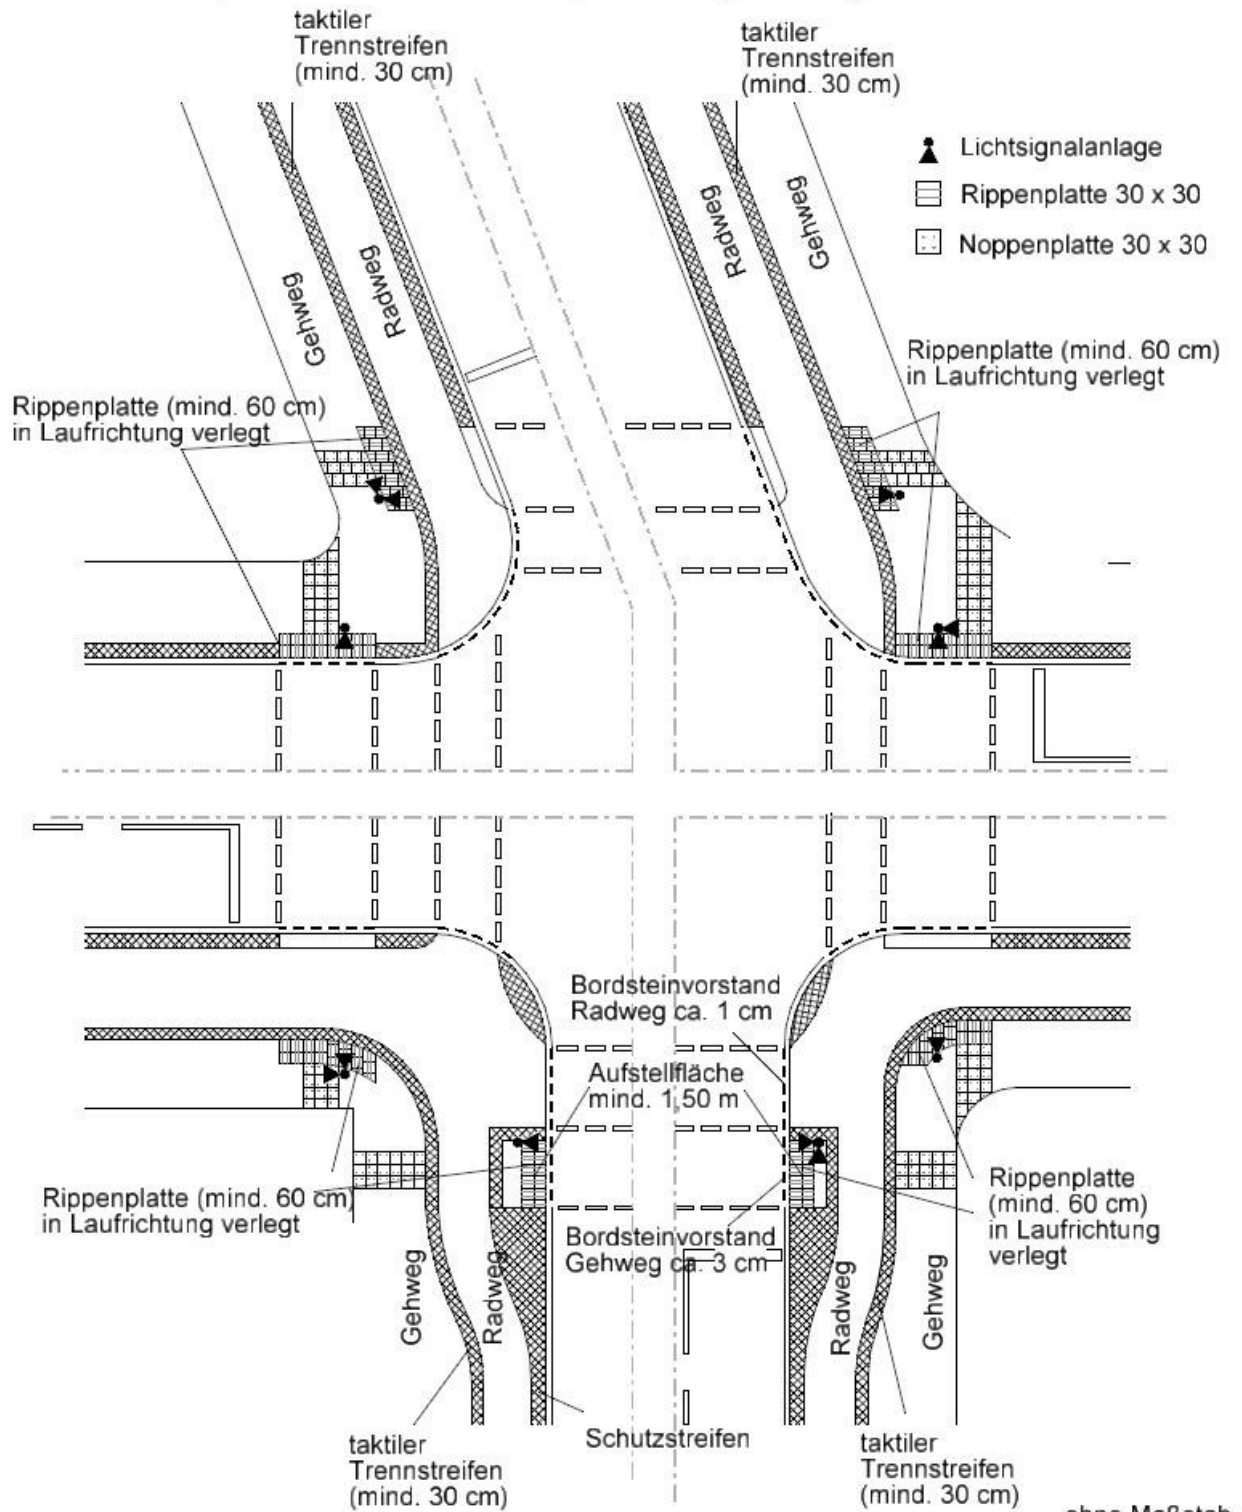 taktiler
Trennstreifen
(mind. 30 cm)
taktiler
Trennstreifen
(mind. 30 cm)
Lichtsignalanlage
Rippenplatte 30 x 30
Noppenplatte 30 x 30
Gehweg
Radweg
Radweg
Gehweg
Rippenplatte (mind. 60 cm)
in Laufrichtung verlegt
Rippenplatte (mind. 60 cm)
in Laufrichtung verlegt
Bordsteinvorstand
Radweg ca. 1 cm
Aufstellfläche
mind. 1,50 m
Rippenplatte (mind. 60 cm)
in Laufrichtung verlegt
Bordsteinvorstand
Gehweg ca. 3 cm
Rippenplatte
(mind. 60 cm)
in Laufrichtung
verlegt
Gehweg
Radweg
Radweg
Gehweg
Schutzstreifen
taktiler
Trennstreifen
(mind. 30 cm)
taktiler
Trennstreifen
(mind. 30 cm)